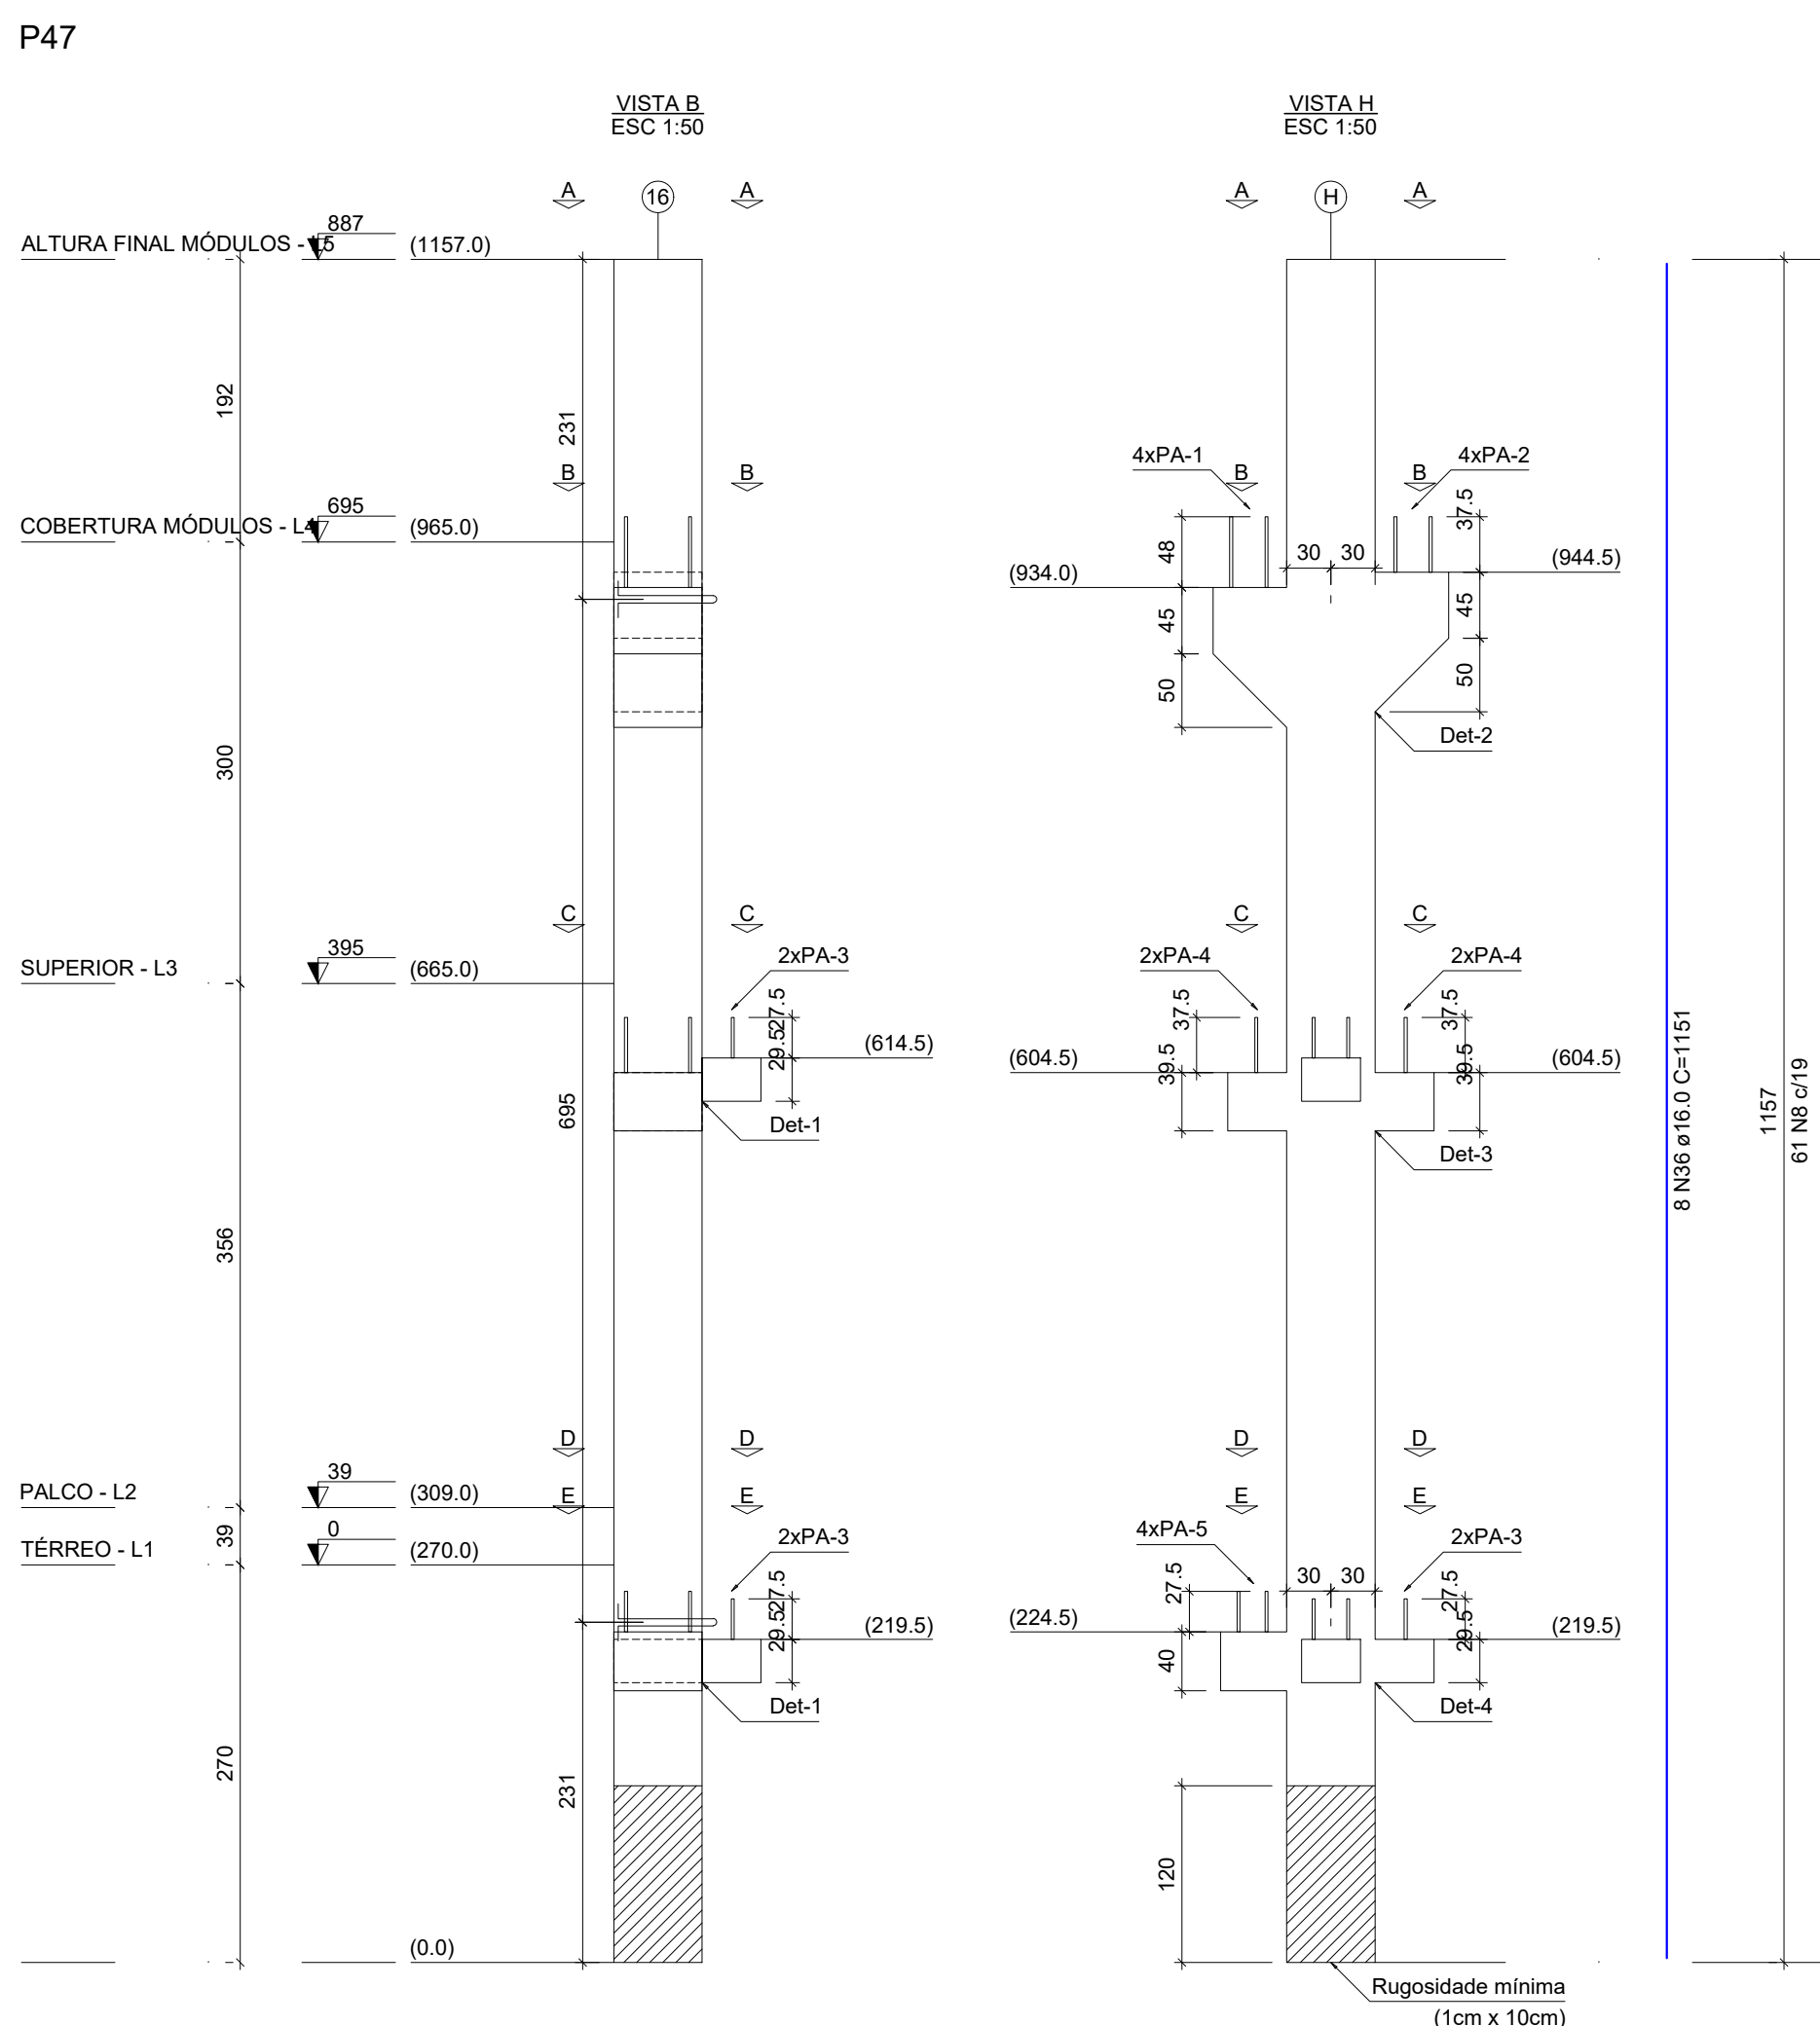 P47
VISTA B
ESC 1:50
VISTA H
ESC 1:50
A
16
A
A
H
A
ALTURA FINAL MÓDULOS - L5
887
(1157.0)
192
231
4xPA-1
4xPA-2
B
B
B
B
COBERTURA MÓDULOS - L4
695
(965.0)
48
30
30
37.5
(934.0)
(944.5)
45
45
50
50
Det-2
300
C
C
C
C
SUPERIOR - L3
395
(665.0)
2xPA-3
2xPA-4
2xPA-4
27.5
29.5
(614.5)
37.5
39.5
(604.5)
37.5
39.5
(604.5)
695
Det-1
Det-3
8 N36 ø16.0 C=1151
1157
61 N8 c/19
356
D
D
D
D
PALCO - L2
39
(309.0)
E
E
E
E
39
TÉRREO - L1
0
(270.0)
2xPA-3
4xPA-5
2xPA-3
27.5
29.5
(219.5)
27.5
30
30
27.5
29.5
(224.5)
(219.5)
40
Det-1
Det-4
270
231
120
(0.0)
Rugosidade mínima
(1cm x 10cm)